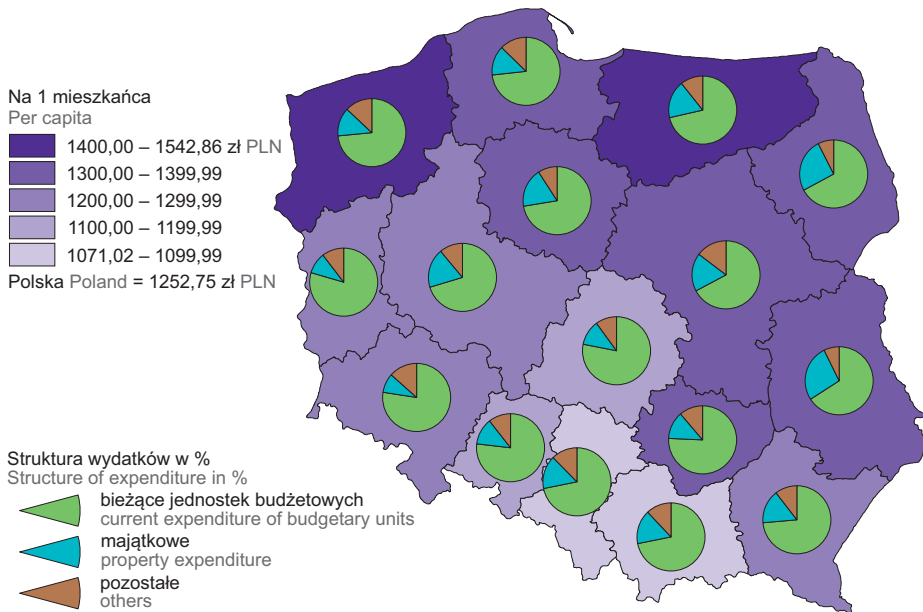 Na 1 mieszkańca
Per capita
1400,00 – 1542,86 zł PLN
1300,00 – 1399,99
1200,00 – 1299,99
1100,00 – 1199,99
1071,02 – 1099,99
Polska Poland = 1252,75 zł PLN
Struktura wydatków w %
Structure of expenditure in %
bieżące jednostek budżetowych
current expenditure of budgetary units
majątkowe
property expenditure
pozostałe
others